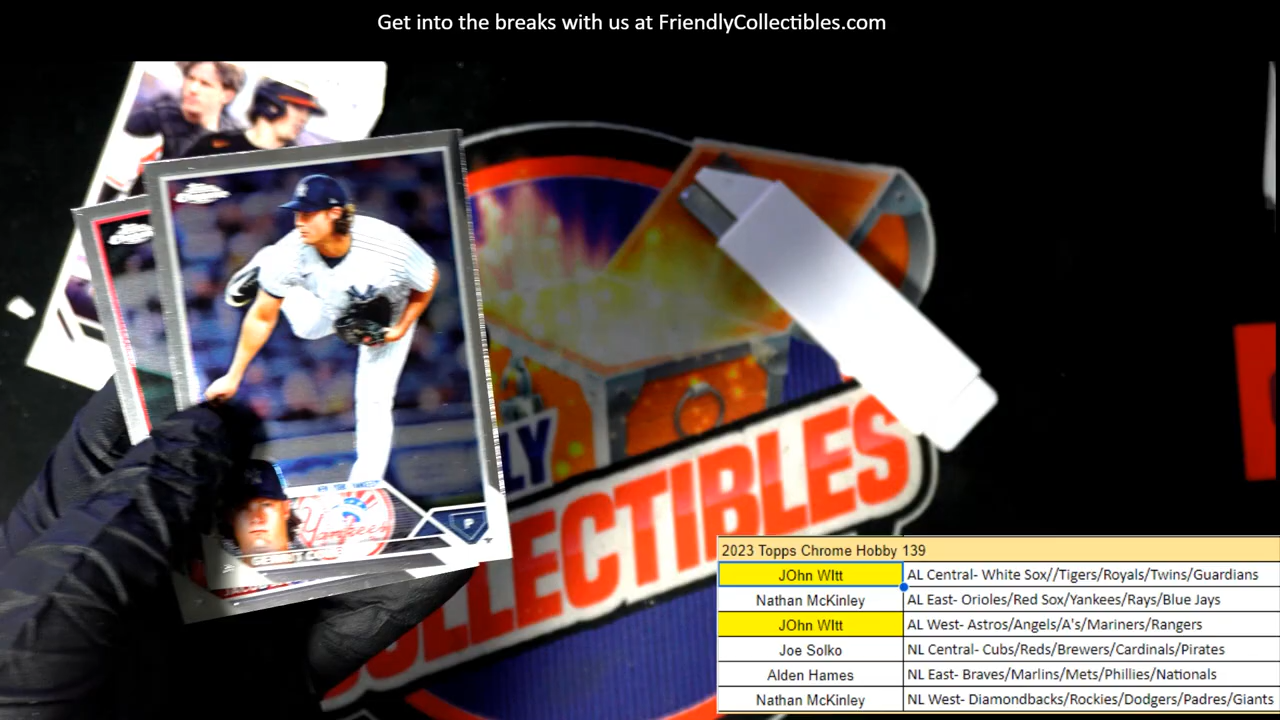 Get into the breaks with us at FriendlyCollectibles.com
Yankees
P
LY
COLLECTIBLES
2023 Topps Chrome Hobby 139
JOhn WItt AL Central- White Sox//Tigers/Royals/Twins/Guardians
Nathan McKinley AL East- Orioles/Red Sox/Yankees/Rays/Blue Jays
JOhn WItt AL West- Astros/Angels/A's/Mariners/Rangers
Joe Solko NL Central- Cubs/Reds/Brewers/Cardinals/Pirates
Alden Hames NL East- Braves/Marlins/Mets/Phillies/Nationals
Nathan McKinley NL West- Diamondbacks/Rockies/Dodgers/Padres/Giants